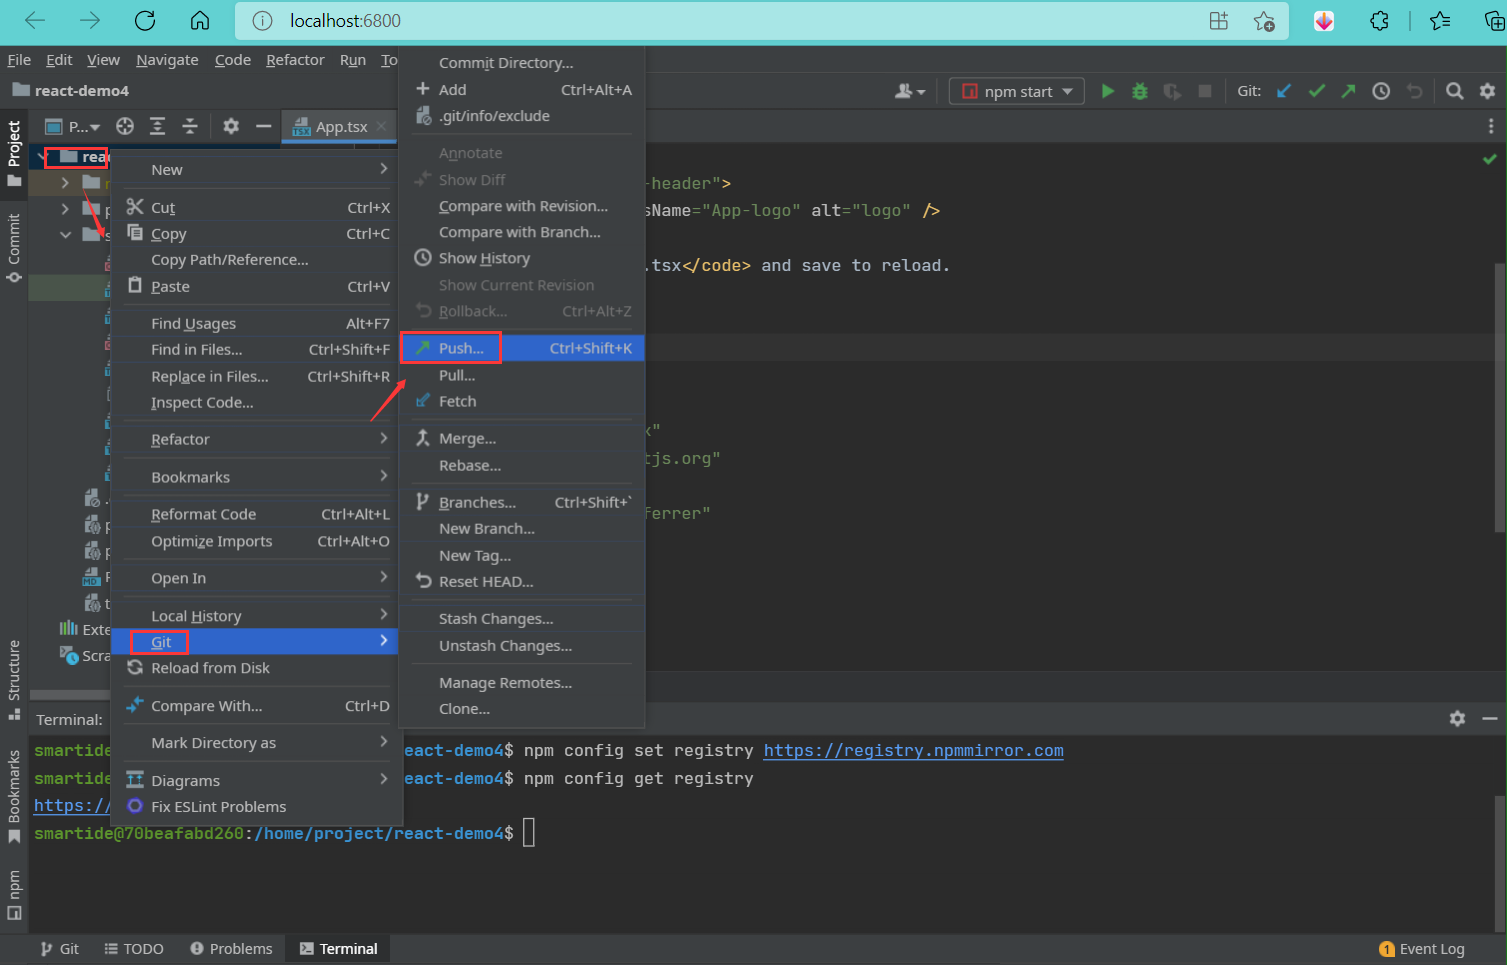 localhost:6800
File Edit View Navigate Code Refactor Run To
react-demo4
npm start
Git:
Project
P...
App.tsx
Commit
Structure
Bookmarks
npm
reac
New
Cut Ctrl+X
Copy Ctrl+C
Copy Path/Reference...
Paste Ctrl+V
Find Usages Alt+F7
Find in Files... Ctrl+Shift+F
Replace in Files... Ctrl+Shift+R
Inspect Code...
Refactor
Bookmarks
Reformat Code Ctrl+Alt+L
Optimize Imports Ctrl+Alt+O
Open In
Local History
Git
Reload from Disk
Compare With... Ctrl+D
Mark Directory as
Diagrams
Fix ESLint Problems
Exte
Scra
Commit Directory...
Add Ctrl+Alt+A
.git/info/exclude
Annotate
Show Diff
Compare with Revision...
Compare with Branch...
Show History
Show Current Revision
Rollback... Ctrl+Alt+Z
Push... Ctrl+Shift+K
Pull...
Fetch
Merge...
Rebase...
Branches... Ctrl+Shift+`
New Branch...
New Tag...
Reset HEAD...
Stash Changes...
Unstash Changes...
Manage Remotes...
Clone...
-header">
sName="App-logo" alt="logo" />
.tsx</code> and save to reload.
k"
tjs.org"
ferrer"
Terminal:
smartide eact-demo4$ npm config set registry https://registry.npmmirror.com
smartide eact-demo4$ npm config get registry
https://
smartide@70beafabd260:/home/project/react-demo4$
Git TODO Problems Terminal
1 Event Log